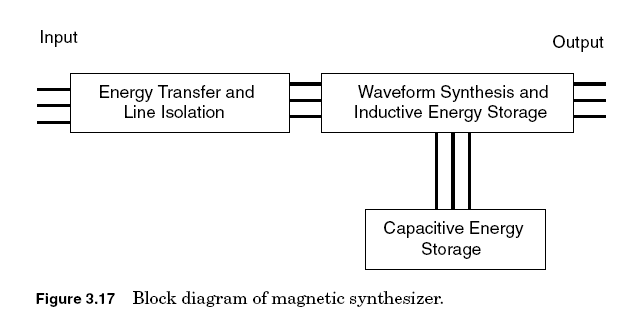 Input
Output
Energy Transfer and
Line Isolation
Waveform Synthesis and
Inductive Energy Storage
Capacitive Energy
Storage
Figure 3.17 Block diagram of magnetic synthesizer.